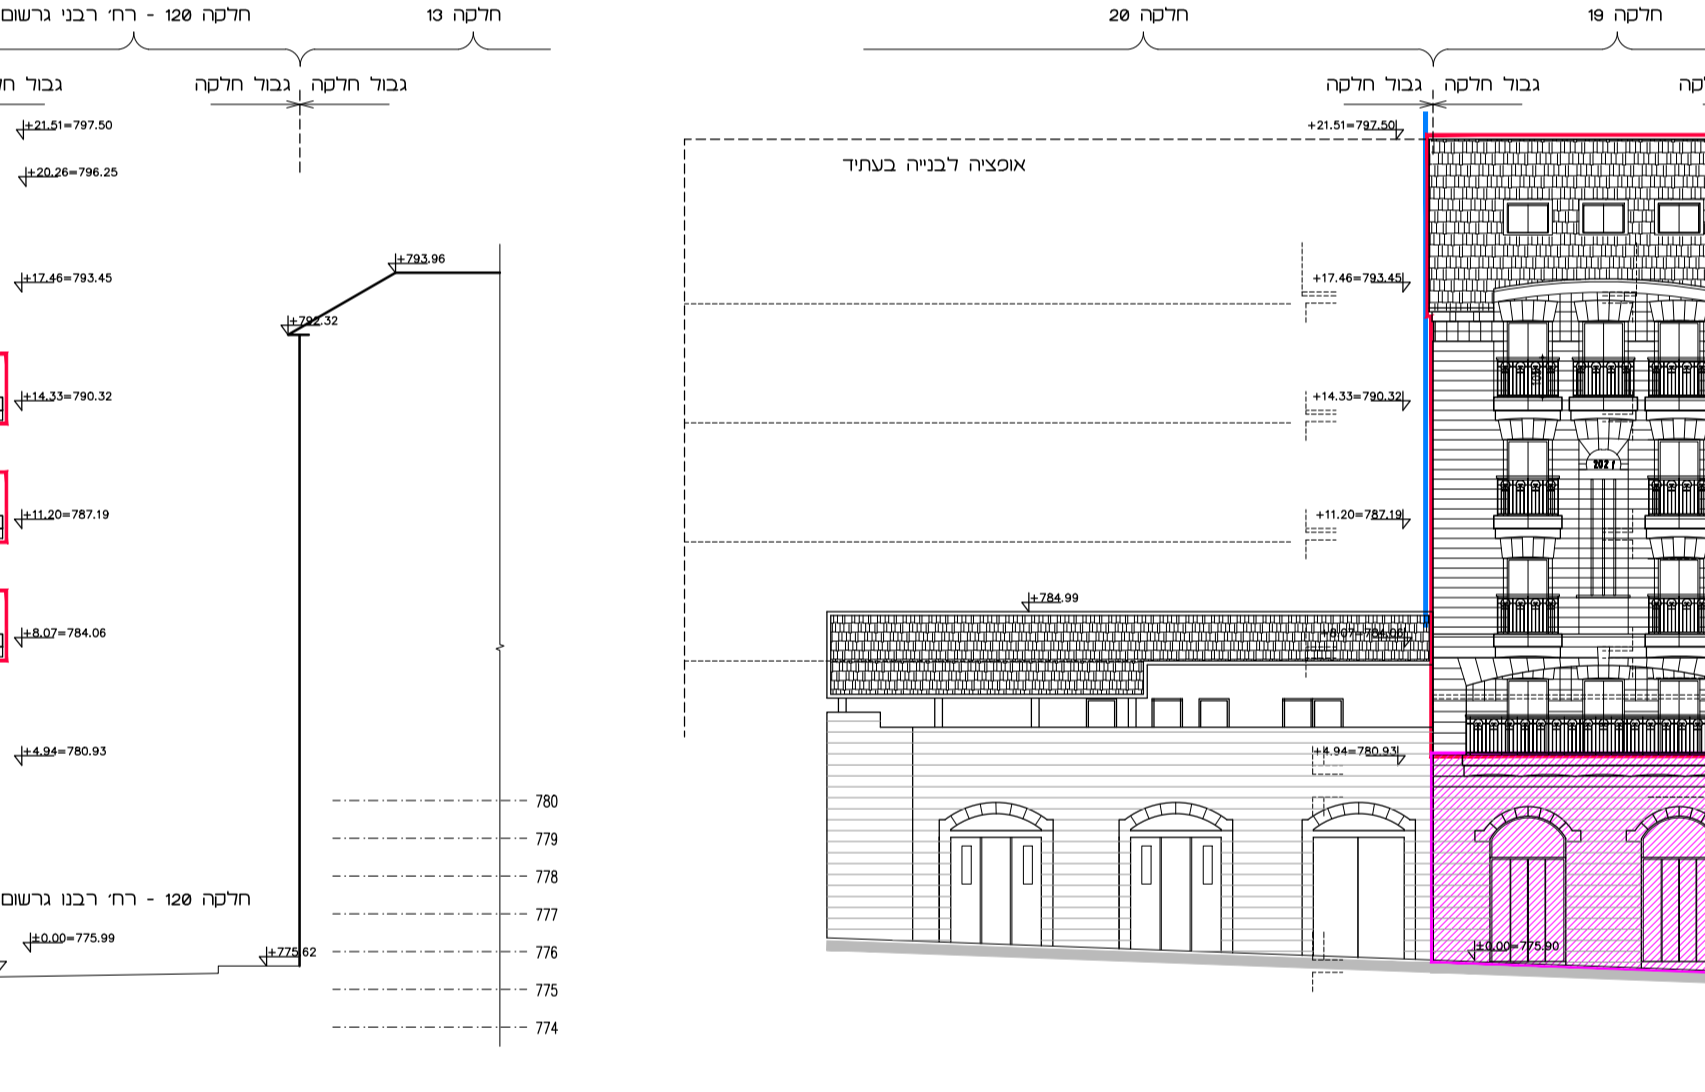 חלקה 120 - רח' רבני גרשום
חלקה 13
חלקה 20
חלקה 19
גבול חלקה
גבול חלקה
גבול חלקה
גבול חלקה
+21.51=797.50
+20.26=796.25
+17.46=793.45
+14.33=790.32
+11.20=787.19
+8.07=784.06
+4.94=780.93
חלקה 120 - רח' רבנו גרשום
±0.00=775.99
+793.96
+792.32
+775.62
780
779
778
777
776
775
774
+21.51=797.50
אופציה לבנייה בעתיד
+17.46=793.45
+14.33=790.32
+11.20=787.19
+784.99
+8.07=784.06
+4.94=780.93
±0.00=775.90